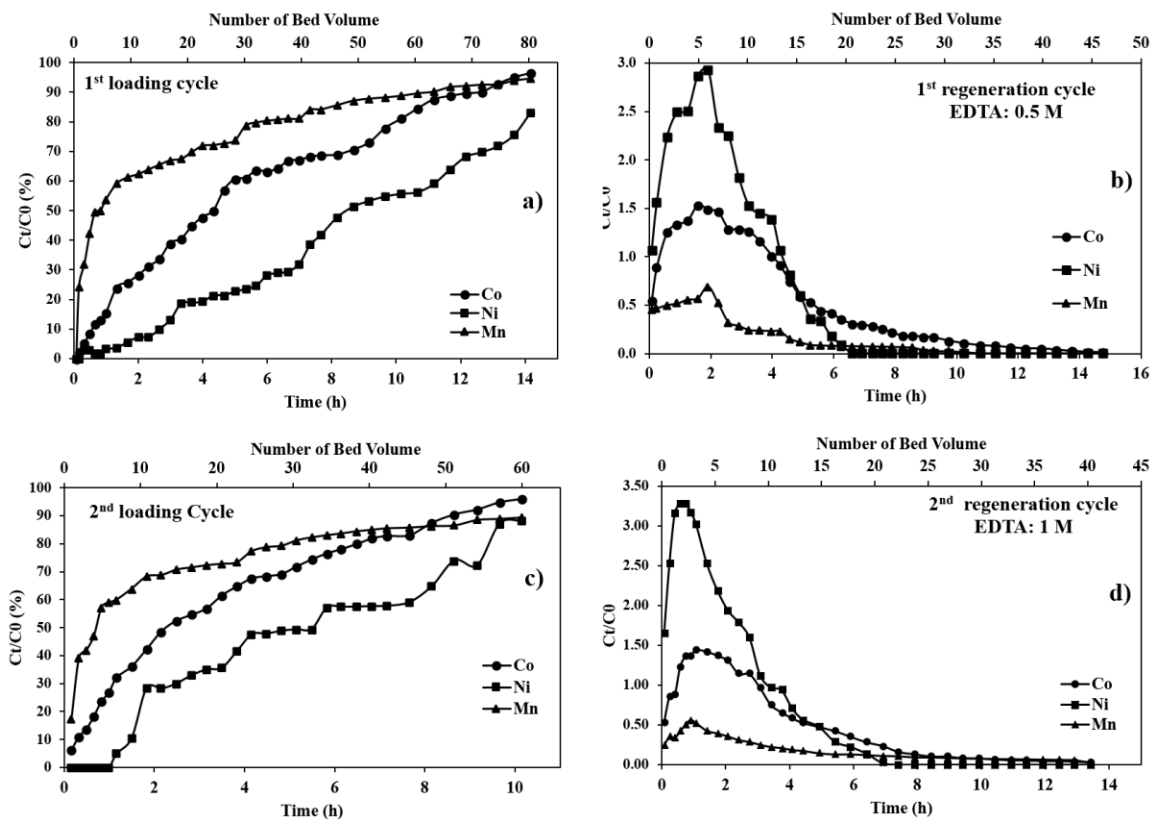 Number of Bed Volume
0 10 20 30 40 50 60 70 80
100
90
80
70
60
50
40
30
20
10
0
Ct/C0 (%)
1st loading cycle
a)
Co
Ni
Mn
0 2 4 6 8 10 12 14
Time (h)
Number of Bed Volume
0 5 10 15 20 25 30 35 40 45 50
3.0
2.5
2.0
1.5
1.0
0.5
0.0
Ct/C0
1st regeneration cycle
EDTA: 0.5 M
b)
Co
Ni
Mn
0 2 4 6 8 10 12 14 16
Time (h)
Number of Bed Volume
0 10 20 30 40 50 60
100
90
80
70
60
50
40
30
20
10
0
Ct/C0 (%)
2nd loading Cycle
c)
Co
Ni
Mn
0 2 4 6 8 10
Time (h)
Number of Bed Volume
0 5 10 15 20 25 30 35 40 45
3.50
3.00
2.50
2.00
1.50
1.00
0.50
0.00
Ct/C0
2nd regeneration cycle
EDTA: 1 M
d)
Co
Ni
Mn
0 2 4 6 8 10 12 14
Time (h)